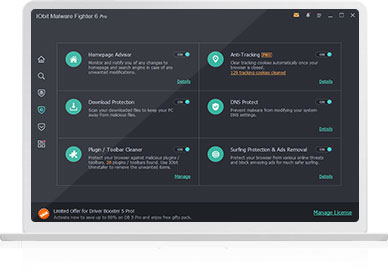 IObit Malware Fighter 6 Pro
Homepage Advisor
ON
Monitor and notify you of any changes to
homepage and search engine in case of any
unwanted modifications.
Details
Anti-Tracking PRO
ON
Clear tracking cookies automatically once your
browser is closed.
129 tracking cookies cleaned
Details
Download Protection
ON
Scan your downloaded files to keep your PC
away from malicious files.
Details
DNS Protect
ON
Prevent malware from modifying your system
DNS settings.
Details
Plugin / Toolbar Cleaner
ON
Protect your browser against malicious plugins /
toolbars. 20 plugins / toolbars found. Use IObit
Uninstaller to remove the unwanted items.
Manage
Surfing Protection & Ads Removal
ON
Protect your browser from various online threats
and block annoying ads for much safer surfing.
Details
Limited Offer for Driver Booster 5 Pro!
Activate now to save up to 86% on DB 5 Pro and enjoy free gifts pack.
Manage License